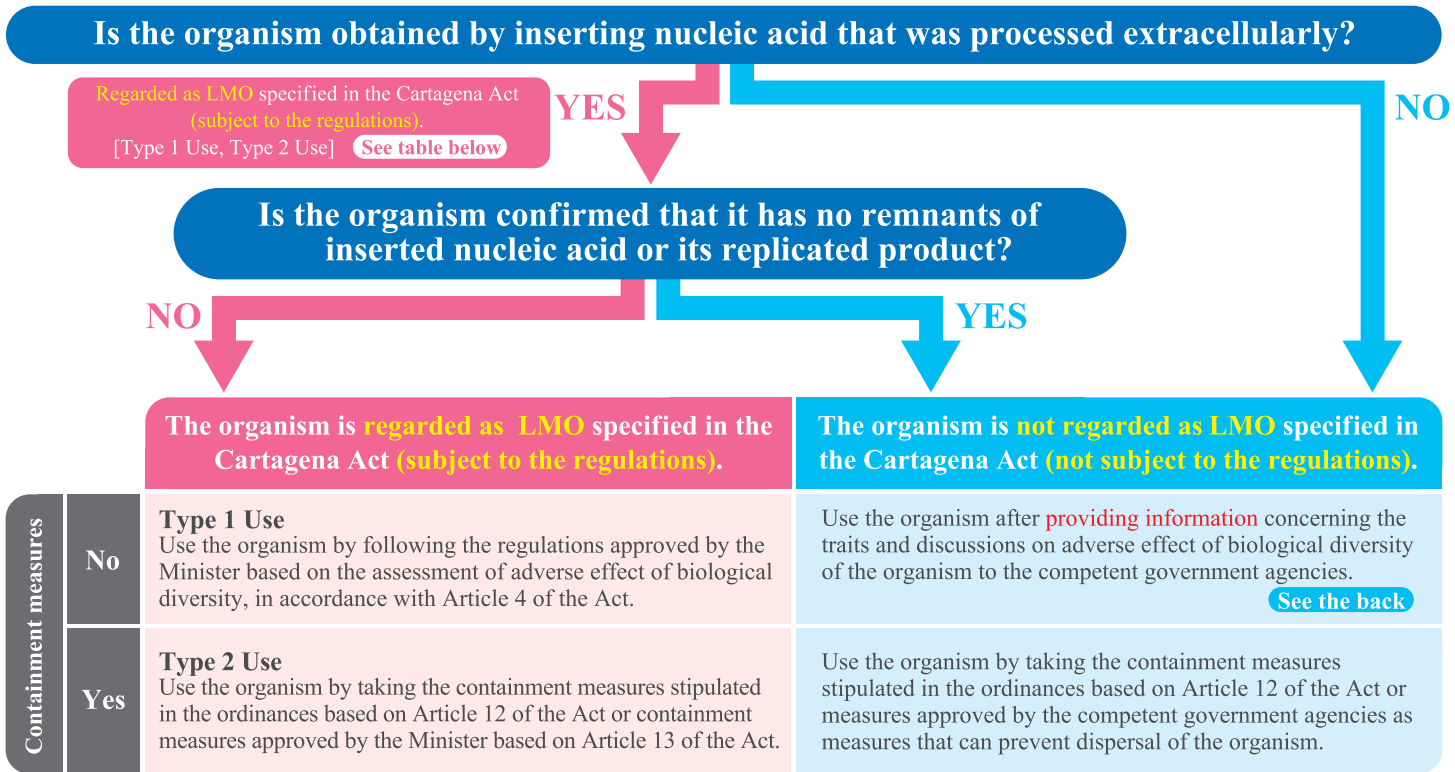 Is the organism obtained by inserting nucleic acid that was processed extracellularly?
Regarded as LMO specified in the Cartagena Act
(subject to the regulations).
[Type 1 Use, Type 2 Use] See table below
YES
NO
Is the organism confirmed that it has no remnants of
inserted nucleic acid or its replicated product?
NO
YES
The organism is regarded as LMO specified in the
Cartagena Act (subject to the regulations).
The organism is not regarded as LMO specified in
the Cartagena Act (not subject to the regulations).
Containment measures
No
Type 1 Use
Use the organism by following the regulations approved by the
Minister based on the assessment of adverse effect of biological
diversity, in accordance with Article 4 of the Act.
Use the organism after providing information concerning the
traits and discussions on adverse effect of biological diversity
of the organism to the competent government agencies.
See the back
Yes
Type 2 Use
Use the organism by taking the containment measures stipulated
in the ordinances based on Article 12 of the Act or containment
measures approved by the Minister based on Article 13 of the Act.
Use the organism by taking the containment measures
stipulated in the ordinances based on Article 12 of the Act or
measures approved by the competent government agencies as
measures that can prevent dispersal of the organism.